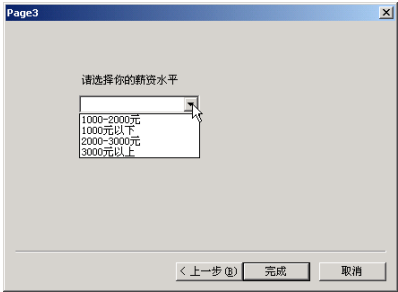 Page3
请选择你的薪资水平
1000-2000元
1000元以下
2000-3000元
3000元以上
< 上一步(B)
完成
取消